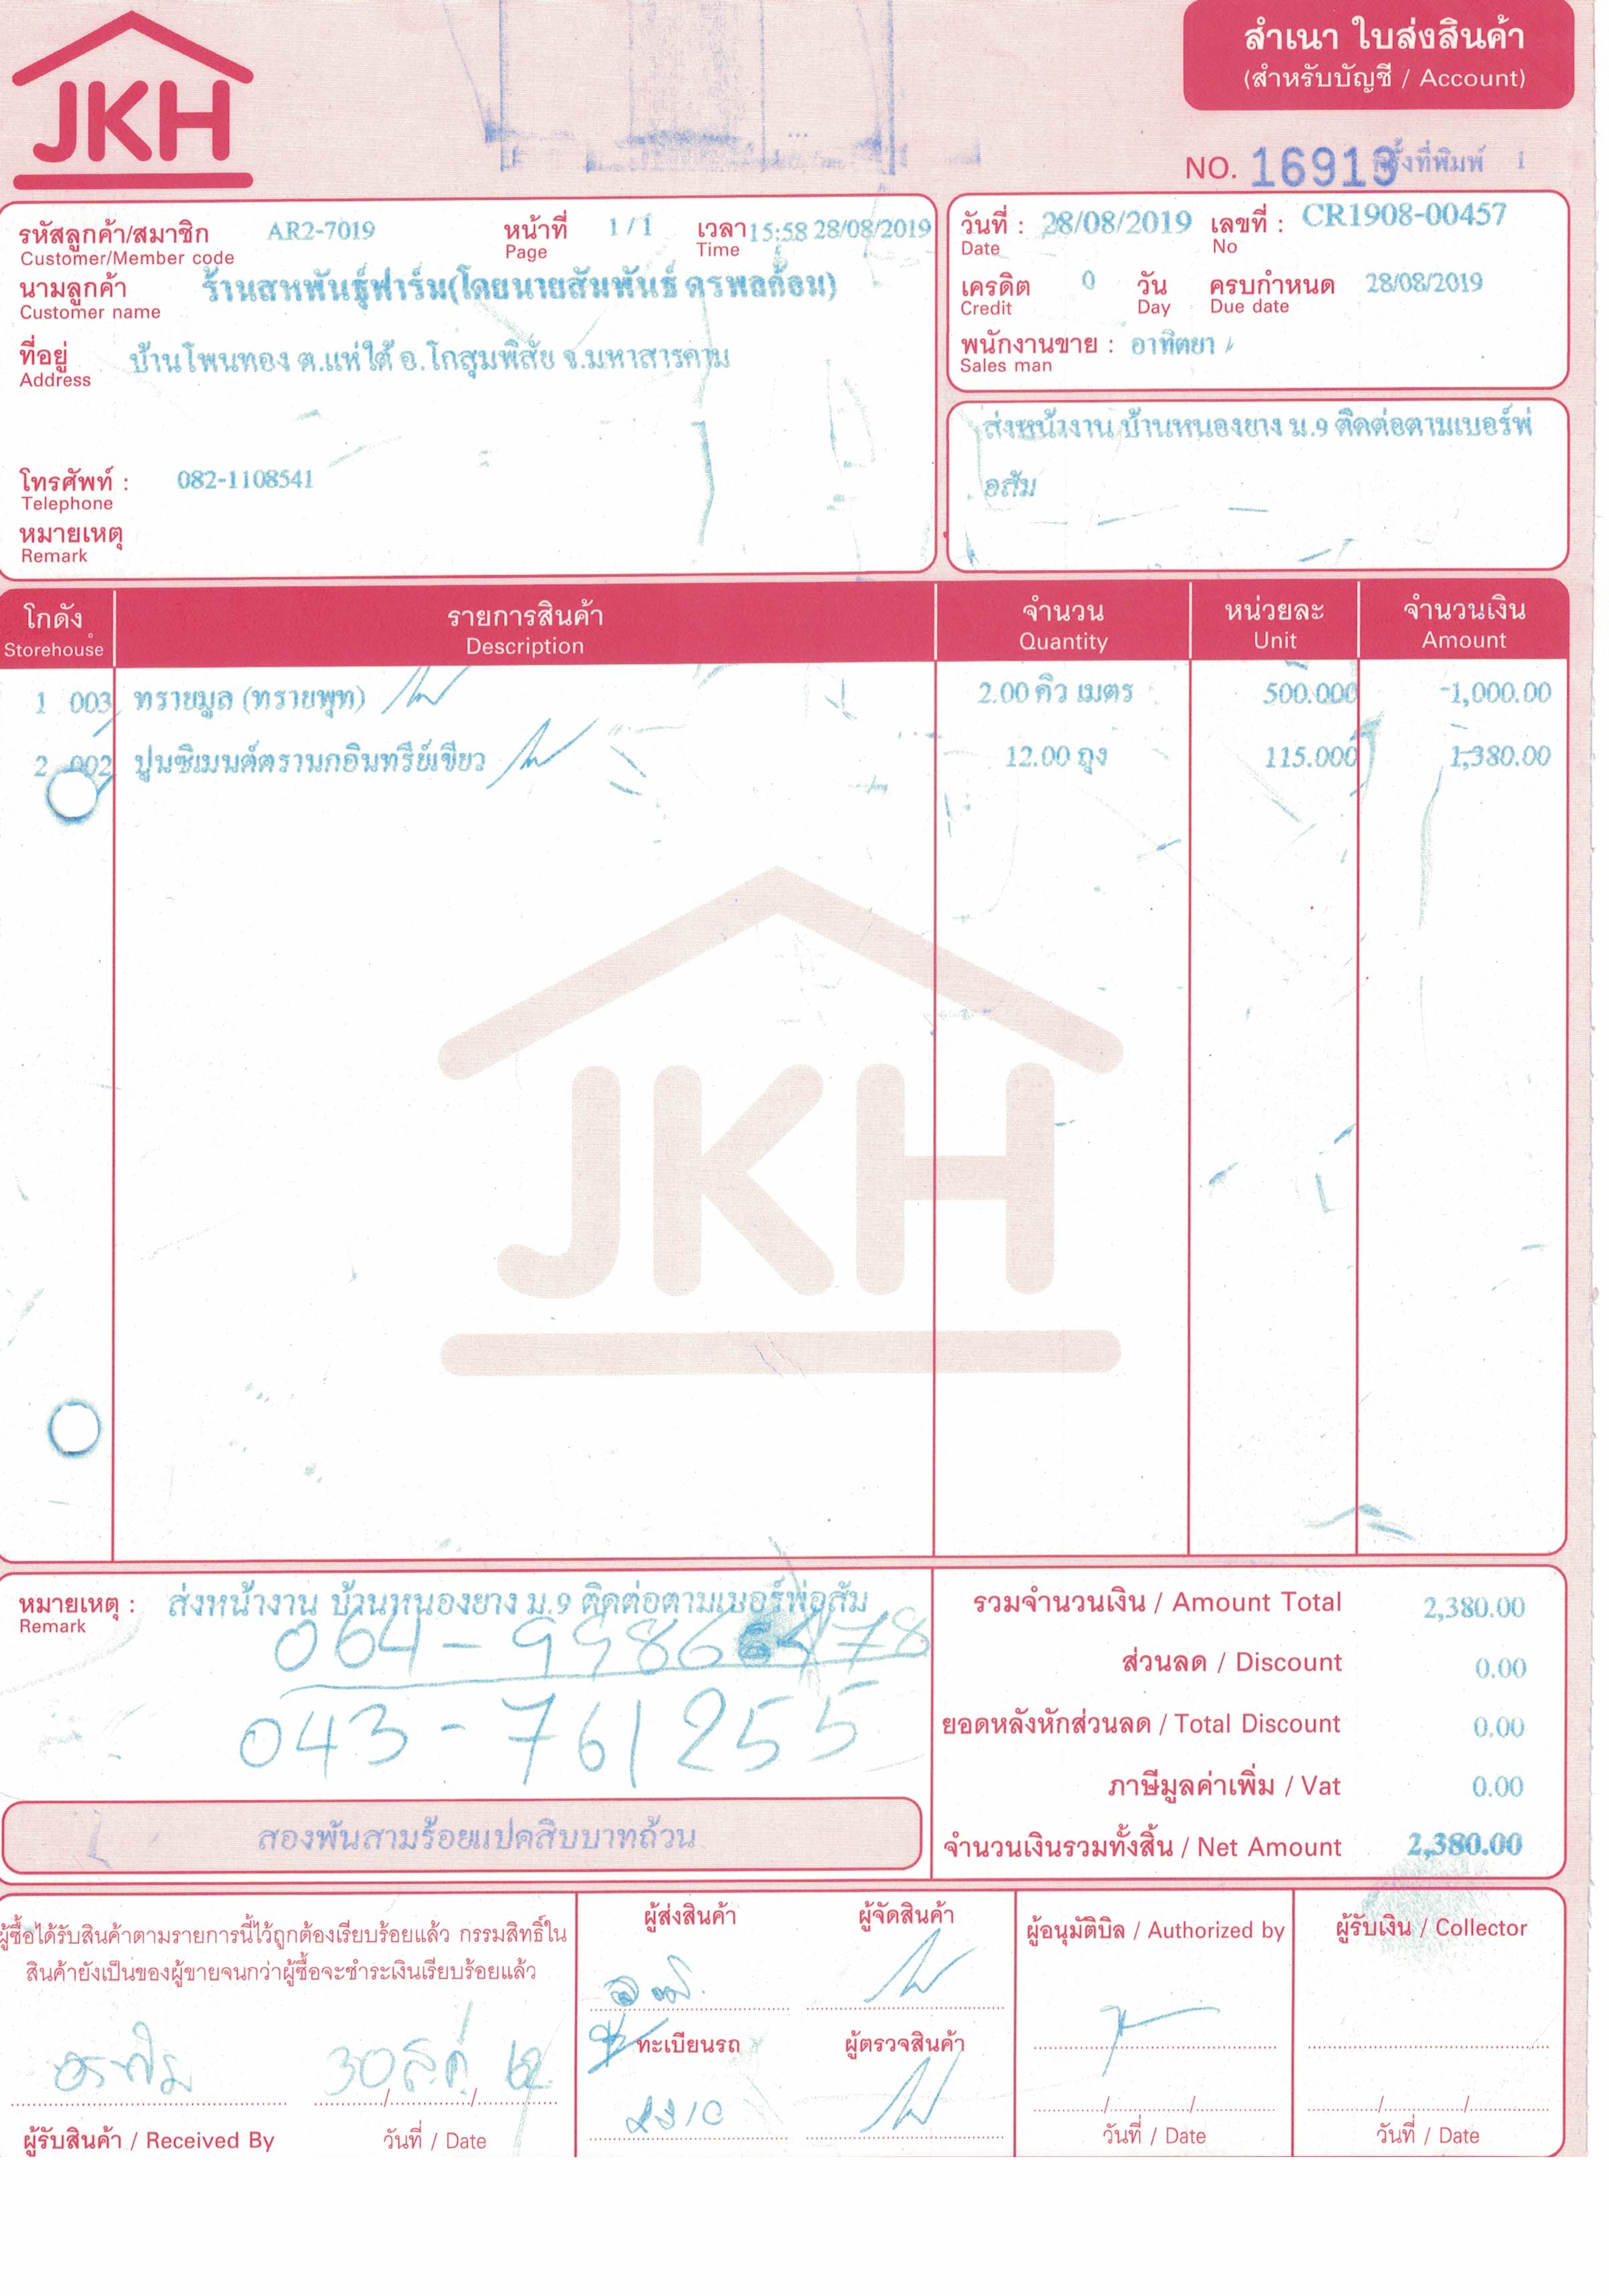 JKH
สำเนา ใบส่งสินค้า
(สำหรับบัญชี / Account)
NO. 16913 ครั้งที่พิมพ์ 1
รหัสลูกค้า/สมาชิก AR2-7019 หน้าที่ 1 / 1 เวลา 15:58 28/08/2019
Customer/Member code Page Time
นามลูกค้า ร้านสหพันธุ์ฟาร์ม(โดยนายสัมพันธ์ ดรพลก้อม)
Customer name
ที่อยู่ บ้านโพนทอง ต.แห่ใต้ อ.โกสุมพิสัย จ.มหาสารคาม
Address
โทรศัพท์ : 082-1108541
Telephone
หมายเหตุ
Remark
วันที่ : 28/08/2019 เลขที่ : CR1908-00457
Date No
เครดิต 0 วัน ครบกำหนด 28/08/2019
Credit Day Due date
พนักงานขาย : อาทิตยา
Sales man
ส่งหน้างาน บ้านหนองยาง ม.9 ติดต่อตามเบอร์พ่
อสัม
โกดัง รายการสินค้า จำนวน หน่วยละ จำนวนเงิน
Storehouse Description Quantity Unit Amount
1 003 ทรายมูล (ทรายพุท) 2.00 คิว เมตร 500.000 1,000.00
2 002 ปูนซิเมนต์ตรานกอินทรีย์เขียว 12.00 ถุง 115.000 1,380.00
JKH
หมายเหตุ : ส่งหน้างาน บ้านหนองยาง ม.9 ติดต่อตามเบอร์พ่อสัม
Remark
043-761255
สองพันสามร้อยแปดสิบบาทถ้วน
รวมจำนวนเงิน / Amount Total 2,380.00
ส่วนลด / Discount 0.00
ยอดหลังหักส่วนลด / Total Discount 0.00
ภาษีมูลค่าเพิ่ม / Vat 0.00
จำนวนเงินรวมทั้งสิ้น / Net Amount 2,380.00
ผู้ซื้อได้รับสินค้าตามรายการนี้ไว้ถูกต้องเรียบร้อยแล้ว กรรมสิทธิ์ใน
สินค้ายังเป็นของผู้ขายจนกว่าผู้ซื้อจะชำระเงินเรียบร้อยแล้ว
30 62
ผู้รับสินค้า / Received By วันที่ / Date
ผู้ส่งสินค้า ผู้จัดสินค้า
ทะเบียนรถ ผู้ตรวจสินค้า
ผู้อนุมัติบิล / Authorized by
วันที่ / Date
ผู้รับเงิน / Collector
วันที่ / Date